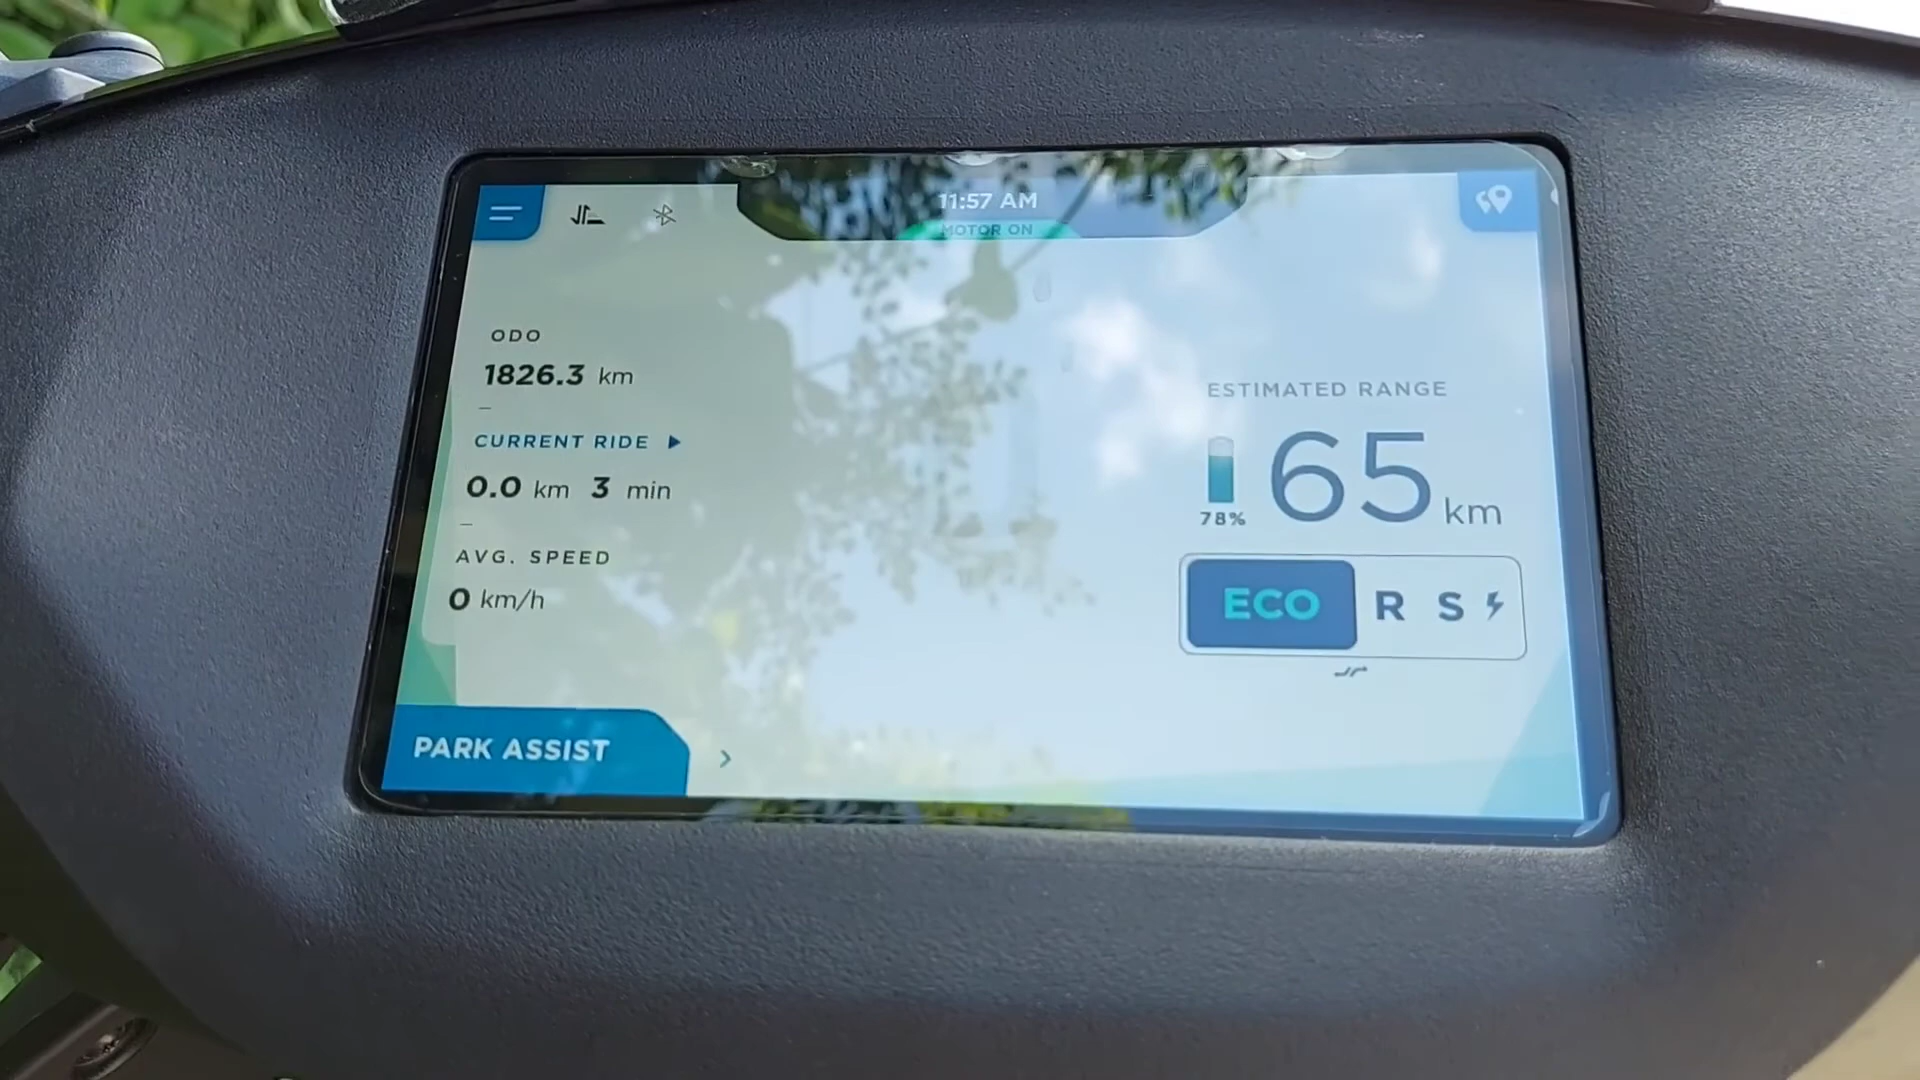 11:57 AM
MOTOR ON
ODO
1826.3 km
CURRENT RIDE
0.0 km 3 min
AVG. SPEED
0 km/h
ESTIMATED RANGE
65 km
78%
ECO R S
PARK ASSIST